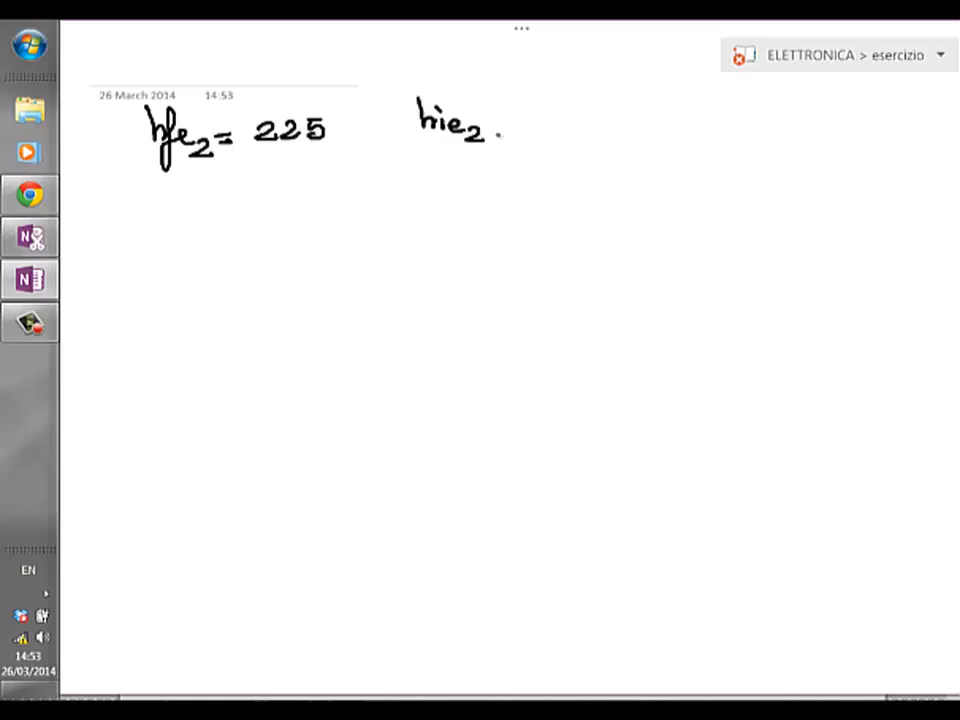 ...
ELETTRONICA > esercizio
26 March 2014 14:53
hfe2 = 225 hie2
EN
14:53
26/03/2014